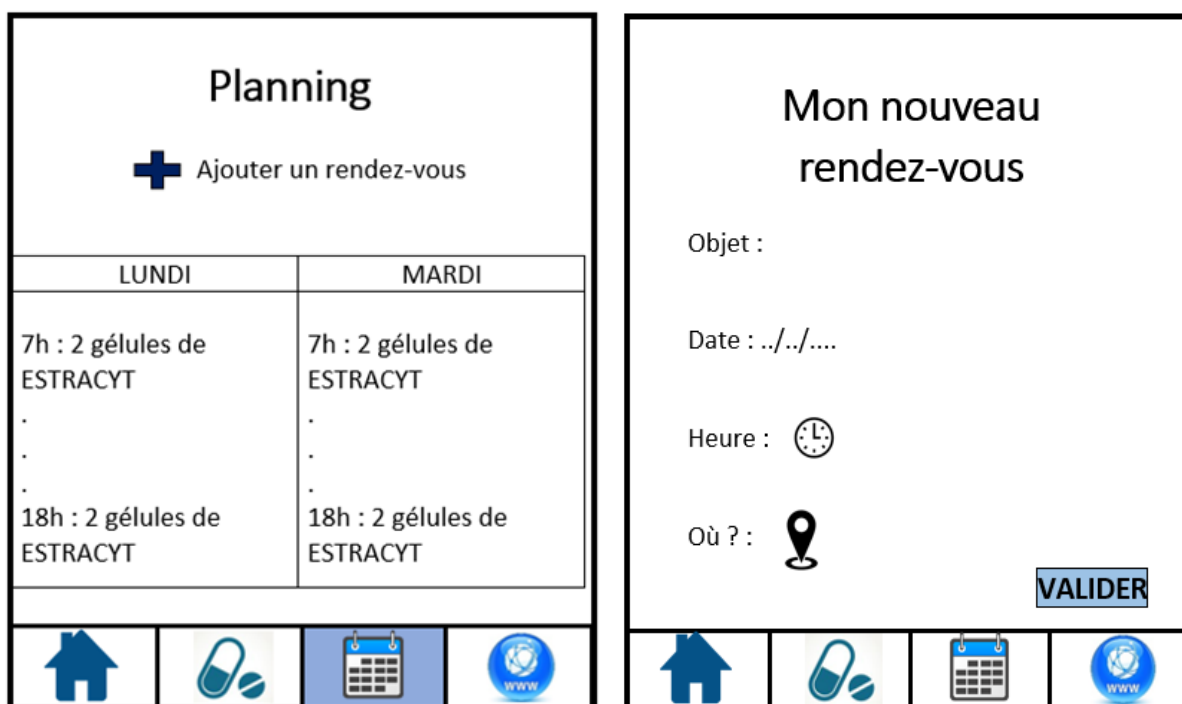 Planning
Ajouter un rendez-vous
LUNDI
MARDI
7h : 2 gélules de
ESTRACYT
.
.
.
18h : 2 gélules de
ESTRACYT
7h : 2 gélules de
ESTRACYT
.
.
.
18h : 2 gélules de
ESTRACYT
www
Mon nouveau
rendez-vous
Objet :
Date : ../../....
Heure :
Où ? :
VALIDER
www